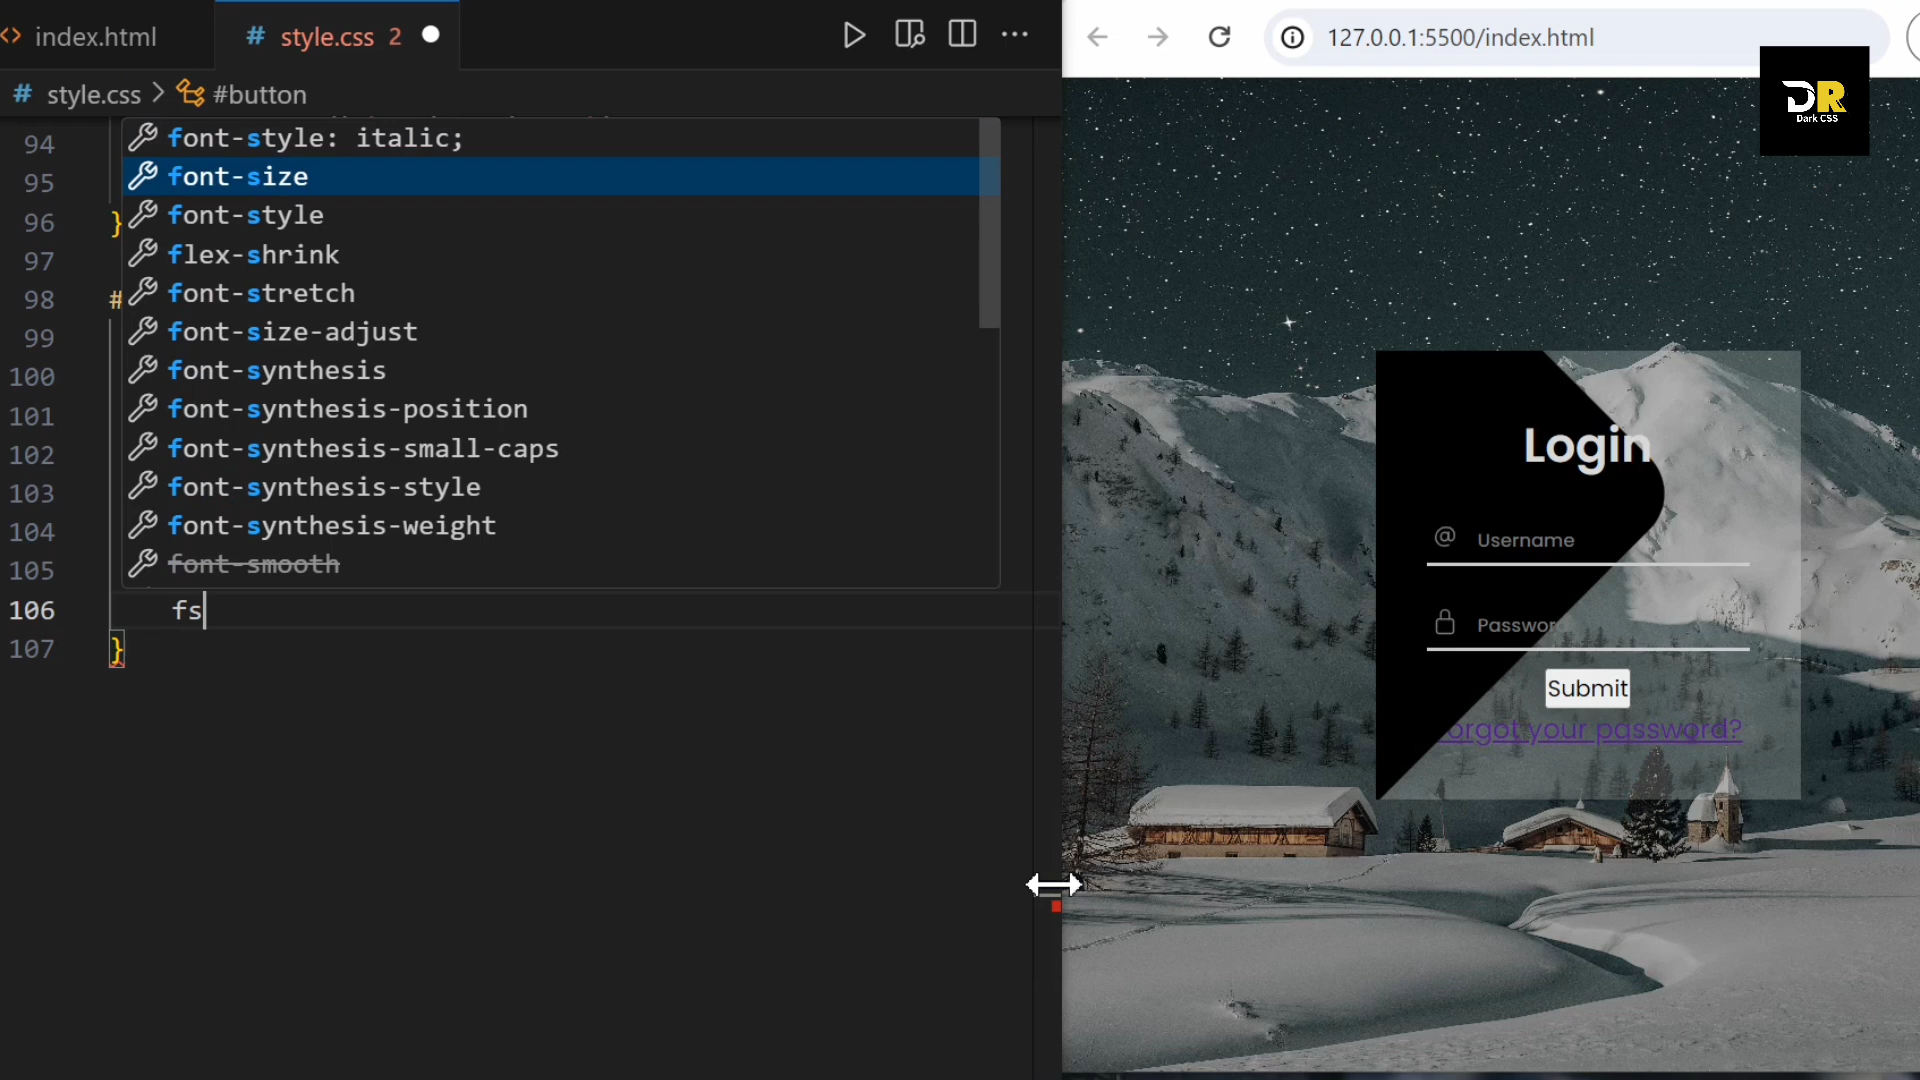 index.html
# style.css 2
# style.css > #button
94
95
96 }
97
98 #
99
100
101
102
103
104
105
106 fs
107 }
font-style: italic;
font-size
font-style
flex-shrink
font-stretch
font-size-adjust
font-synthesis
font-synthesis-position
font-synthesis-small-caps
font-synthesis-style
font-synthesis-weight
font-smooth
127.0.0.1:5500/index.html
DR
Dark CSS
Login
@ Username
Password
Submit
orgot your password?